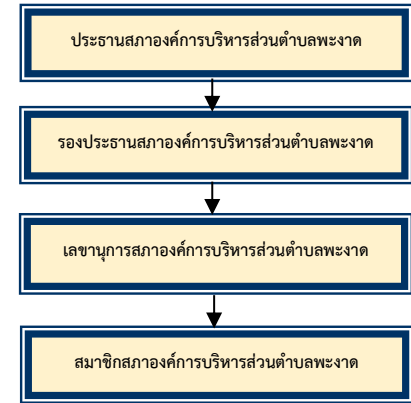 ประธานสภาองค์การบริหารส่วนตำบลพะงาด
รองประธานสภาองค์การบริหารส่วนตำบลพะงาด
เลขานุการสภาองค์การบริหารส่วนตำบลพะงาด
สมาชิกสภาองค์การบริหารส่วนตำบลพะงาด